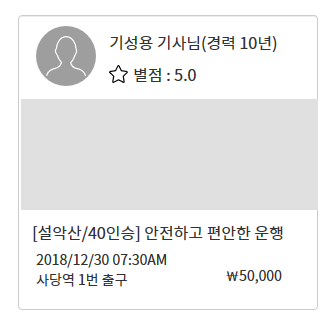 기성용 기사님(경력 10년)
별점 : 5.0
[설악산/40인승] 안전하고 편안한 운행
2018/12/30 07:30AM
사당역 1번 출구
₩50,000